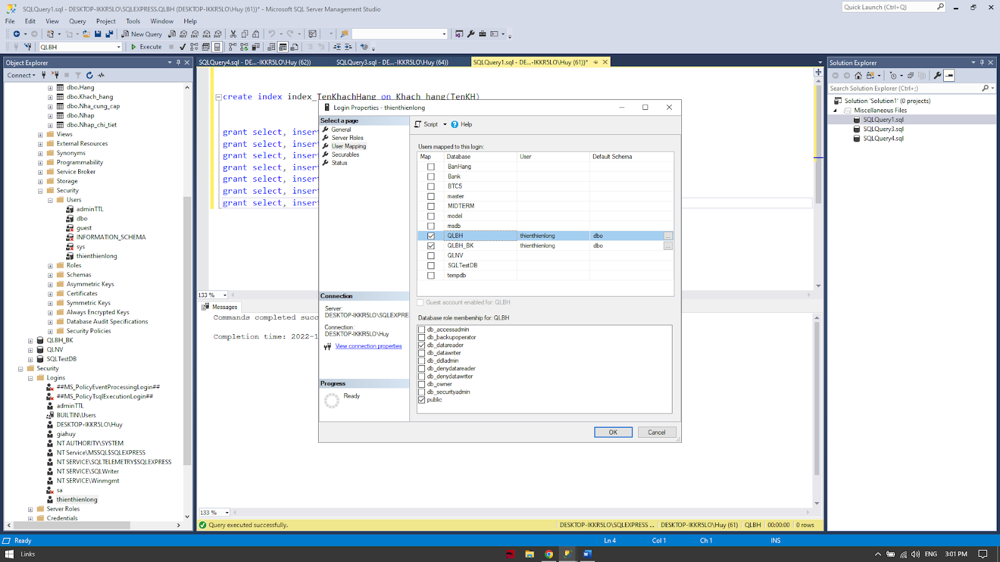 SQLQuery1.sql - DESKTOP-IKKR5LO\SQLEXPRESS.QLBH (DESKTOP-IKKR5LO\Huy (61))* - Microsoft SQL Server Management Studio
Quick Launch (Ctrl+Q)
File Edit View Query Project Tools Window Help
New Query
QLBH
Execute
Object Explorer
Connect
dbo.Hang
dbo.Khach_hang
dbo.Nha_cung_cap
dbo.Nhap
dbo.Nhap_chi_tiet
Views
External Resources
Synonyms
Programmability
Service Broker
Storage
Security
Users
adminTTL
dbo
guest
INFORMATION_SCHEMA
sys
thienthienlong
Roles
Schemas
Asymmetric Keys
Certificates
Symmetric Keys
Always Encrypted Keys
Database Audit Specifications
Security Policies
QLBH_BK
QLNV
SQLTestDB
Security
Logins
##MS_PolicyEventProcessingLogin##
##MS_PolicyTsqlExecutionLogin##
adminTTL
BUILTIN\Users
DESKTOP-IKKR5LO\Huy
giahuy
NT AUTHORITY\SYSTEM
NT Service\MSSQL$SQLEXPRESS
NT SERVICE\SQLTELEMETRY$SQLEXPRESS
NT SERVICE\SQLWriter
NT SERVICE\Winmgmt
sa
thienthienlong
Server Roles
Credentials
SQLQuery4.sql - DE...-IKKR5LO\Huy (62))
SQLQuery3.sql - DE...-IKKR5LO\Huy (64))
SQLQuery1.sql - DE...-IKKR5LO\Huy (61))*
create index index_TenKhachHang on Khach_hang(TenKH)
grant select, insert
grant select, insert
grant select, insert
grant select, insert
grant select, insert
grant select, insert
grant select, insert
133 %
Messages
Commands completed succ
Completion time: 2022-1
133 %
Query executed successfully.
DESKTOP-IKKR5LO\SQLEXPRESS ...
DESKTOP-IKKR5LO\Huy (61)
QLBH
00:00:00
0 rows
Login Properties - thienthienlong
Select a page
General
Server Roles
User Mapping
Securables
Status
Connection
Server:
DESKTOP-IKKR5LO\SQLEXPRE
Connection:
DESKTOP-IKKR5LO\Huy
View connection properties
Progress
Ready
Script
Help
Users mapped to this login:
Map Database User Default Schema
BanHang
Bank
BTC5
master
MIDTERM
model
msdb
QLBH thienthienlong dbo ...
QLBH_BK thienthienlong dbo ...
QLNV
SQLTestDB
tempdb
Guest account enabled for: QLBH
Database role membership for: QLBH
db_accessadmin
db_backupoperator
db_datareader
db_datawriter
db_ddladmin
db_denydatareader
db_denydatawriter
db_owner
db_securityadmin
public
OK Cancel
Solution Explorer
Search Solution Explorer (Ctrl+;)
Solution 'Solution1' (0 projects)
Miscellaneous Files
SQLQuery1.sql
SQLQuery3.sql
SQLQuery4.sql
Ready
Ln 4 Col 1 Ch 1 INS
Links
ENG
3:01 PM